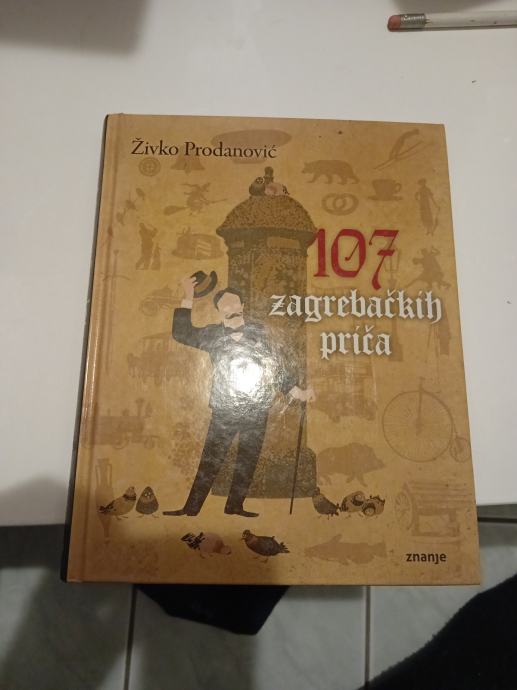 Živko Prodanović
107
zagrebačkih
priča
znanje